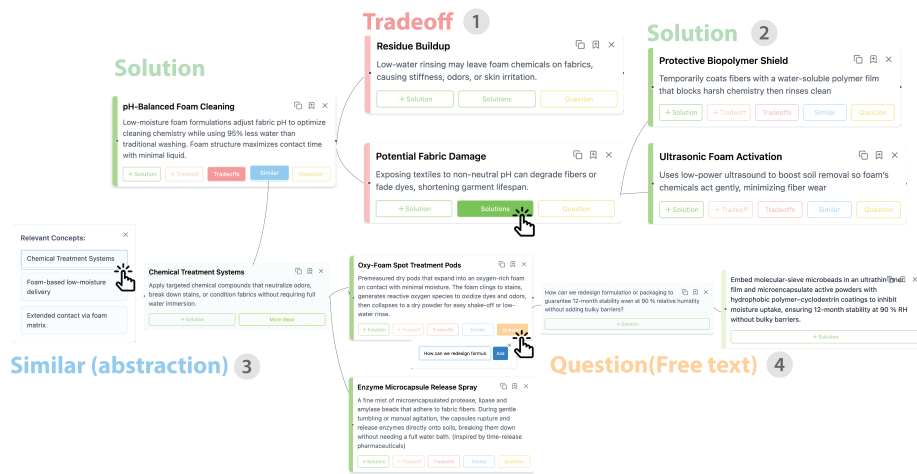 Tradeoff 1
Residue Buildup
Low-water rinsing may leave foam chemicals on fabrics,
causing stiffness, odors, or skin irritation.
+ Solution Solutions Question
Solution 2
Protective Biopolymer Shield
Temporarily coats fibers with a water-soluble polymer film
that blocks harsh chemistry then rinses clean
+ Solution + Tradeoff Tradeoffs Similar Question
Solution
pH-Balanced Foam Cleaning
Low-moisture foam formulations adjust fabric pH to optimize
cleaning chemistry while using 95% less water than
traditional washing. Foam structure maximizes contact time
with minimal liquid.
+ Solution + Tradeoff Tradeoffs Similar Question
Potential Fabric Damage
Exposing textiles to non-neutral pH can degrade fibers or
fade dyes, shortening garment lifespan.
+ Solution Solutions Question
Ultrasonic Foam Activation
Uses low-power ultrasound to boost soil removal so foam's
chemicals act gently, minimizing fiber wear
+ Solution + Tradeoff Tradeoffs Similar Question
Relevant Concepts:
Chemical Treatment Systems
Foam-based low-moisture
delivery
Extended contact via foam
matrix
Similar (abstraction) 3
Chemical Treatment Systems
Apply targeted chemical compounds that neutralize odors,
break down stains, or condition fabrics without requiring full
water immersion.
+ Solution More Ideas
Oxy-Foam Spot Treatment Pods
Premeasured dry pods that expand into an oxygen-rich foam
on contact with minimal moisture. The foam clings to stains,
generates reactive oxygen species to oxidize dyes and odors,
then collapses to a dry powder for easy shake-off or low-
water rinse.
+ Solution + Tradeoff Tradeoffs Similar Question
How can we redesign formula Add
Enzyme Microcapsule Release Spray
A fine mist of microencapsulated protease, lipase and
amylase beads that adhere to fabric fibers. During gentle
tumbling or manual agitation, the capsules rupture and
release enzymes directly onto soils, breaking them down
without needing a full water bath. (Inspired by time-release
pharmaceuticals)
+ Solution + Tradeoff Tradeoffs Similar Question
How can we redesign formulation or packaging to
guarantee 12-month stability even at 90 % relative humidity
without adding bulky barriers?
+ Solution
Embed molecular-sieve microbeads in an ultrathin
film and microencapsulate active powders with
hydrophobic polymer–cyclodextrin coatings to inhibit
moisture uptake, ensuring 12-month stability at 90 % RH
without bulky barriers.
+ Solution
Question(Free text) 4